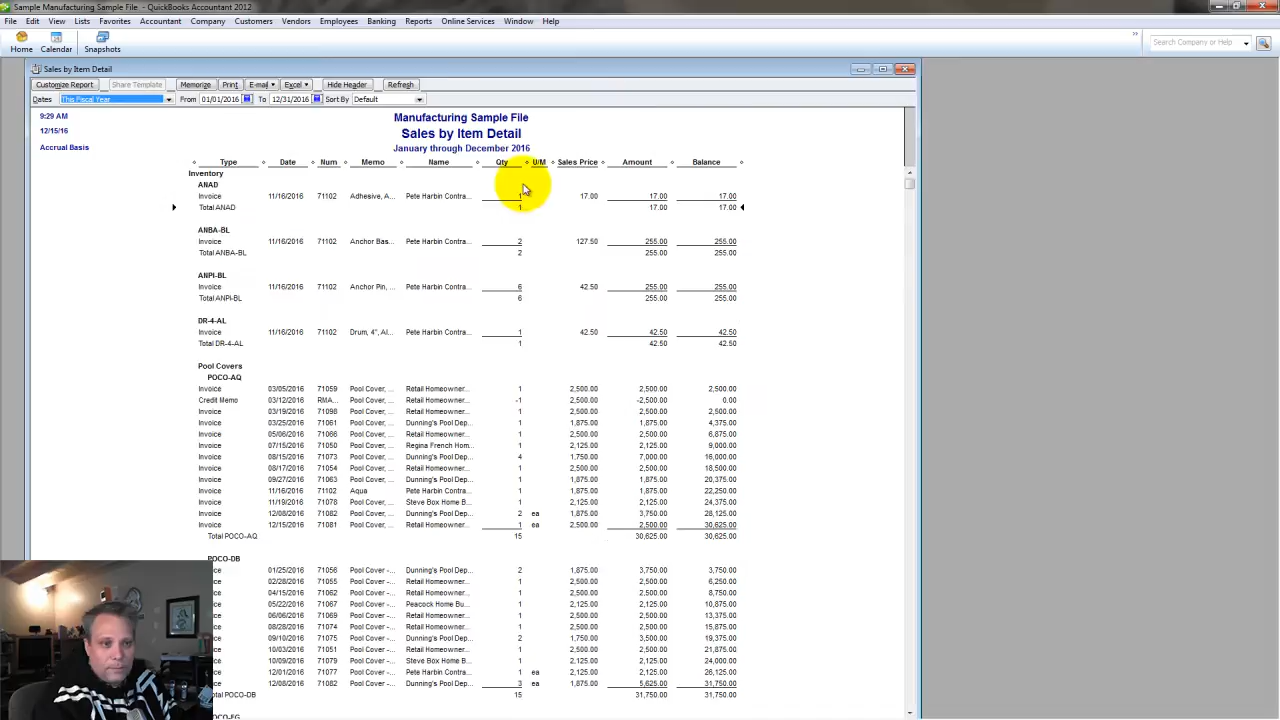 Sample Manufacturing Sample File. - QuickBooks Accountant 2012
File Edit View Lists Favorites Accountant Company Customers Vendors Employees Banking Reports Online Services Window Help
Home Calendar Snapshots
Search Company or Help
Sales by Item Detail
Customize Report Share Template Memorize Print E-mail Excel Hide Header Refresh
Dates This Fiscal Year From 01/01/2016 To 12/31/2016 Sort By Default
9:29 AM
12/15/16
Accrual Basis
Manufacturing Sample File
Sales by Item Detail
January through December 2016
Type Date Num Memo Name Qty U/M Sales Price Amount Balance
Inventory
ANAD
Invoice 11/16/2016 71102 Adhesive, A... Pete Harbin Contra... 1 17.00 17.00 17.00
Total ANAD 1 17.00 17.00
ANBA-BL
Invoice 11/16/2016 71102 Anchor Bas... Pete Harbin Contra... 2 127.50 255.00 255.00
Total ANBA-BL 2 255.00 255.00
ANPI-BL
Invoice 11/16/2016 71102 Anchor Pin, ... Pete Harbin Contra... 6 42.50 255.00 255.00
Total ANPI-BL 6 255.00 255.00
DR-4-AL
Invoice 11/16/2016 71102 Drum, 4", Al... Pete Harbin Contra... 1 42.50 42.50 42.50
Total DR-4-AL 1 42.50 42.50
Pool Covers
POCO-AQ
Invoice 03/05/2016 71059 Pool Cover, ... Retail Homeowner... 1 2,500.00 2,500.00 2,500.00
Credit Memo 03/12/2016 RMA... Pool Cover, ... Retail Homeowner... -1 2,500.00 -2,500.00 0.00
Invoice 03/19/2016 71098 Pool Cover, ... Retail Homeowner... 1 2,500.00 2,500.00 2,500.00
Invoice 03/25/2016 71061 Pool Cover, ... Dunning's Pool Dep... 1 1,875.00 1,875.00 4,375.00
Invoice 05/06/2016 71066 Pool Cover, ... Retail Homeowner... 1 2,500.00 2,500.00 6,875.00
Invoice 07/15/2016 71050 Pool Cover, ... Regina French Hom... 1 2,125.00 2,125.00 9,000.00
Invoice 08/15/2016 71073 Pool Cover, ... Dunning's Pool Dep... 4 1,750.00 7,000.00 16,000.00
Invoice 08/17/2016 71054 Pool Cover, ... Retail Homeowner... 1 2,500.00 2,500.00 18,500.00
Invoice 09/27/2016 71063 Pool Cover, ... Dunning's Pool Dep... 1 1,875.00 1,875.00 20,375.00
Invoice 11/16/2016 71102 Aqua Pete Harbin Contra... 1 1,875.00 1,875.00 22,250.00
Invoice 11/19/2016 71078 Pool Cover, ... Steve Box Home B... 1 2,125.00 2,125.00 24,375.00
Invoice 12/08/2016 71082 Pool Cover, ... Dunning's Pool Dep... 2 ea 1,875.00 3,750.00 28,125.00
Invoice 12/15/2016 71081 Pool Cover, ... Retail Homeowner... 1 ea 2,500.00 2,500.00 30,625.00
Total POCO-AQ 15 30,625.00 30,625.00
POCO-DB
ice 01/25/2016 71056 Pool Cover -... Dunning's Pool Dep... 2 1,875.00 3,750.00 3,750.00
ice 02/28/2016 71055 Pool Cover -... Retail Homeowner... 1 2,500.00 2,500.00 6,250.00
ice 04/15/2016 71062 Pool Cover -... Retail Homeowner... 1 2,500.00 2,500.00 8,750.00
ice 05/22/2016 71067 Pool Cover -... Peacock Home Bu... 1 2,125.00 2,125.00 10,875.00
ice 06/06/2016 71069 Pool Cover -... Retail Homeowner... 1 2,500.00 2,500.00 13,375.00
ice 08/28/2016 71074 Pool Cover -... Retail Homeowner... 1 2,500.00 2,500.00 15,875.00
ice 09/10/2016 71075 Pool Cover -... Dunning's Pool Dep... 2 1,750.00 3,500.00 19,375.00
ice 10/03/2016 71051 Pool Cover -... Retail Homeowner... 1 2,500.00 2,500.00 21,875.00
ice 10/09/2016 71079 Pool Cover -... Steve Box Home B... 1 2,125.00 2,125.00 24,000.00
ice 12/01/2016 71077 Pool Cover -... Pete Harbin Contra... 1 ea 2,125.00 2,125.00 26,125.00
ice 12/08/2016 71082 Pool Cover -... Dunning's Pool Dep... 3 ea 1,875.00 5,625.00 31,750.00
otal POCO-DB 15 31,750.00 31,750.00
POCO-FG